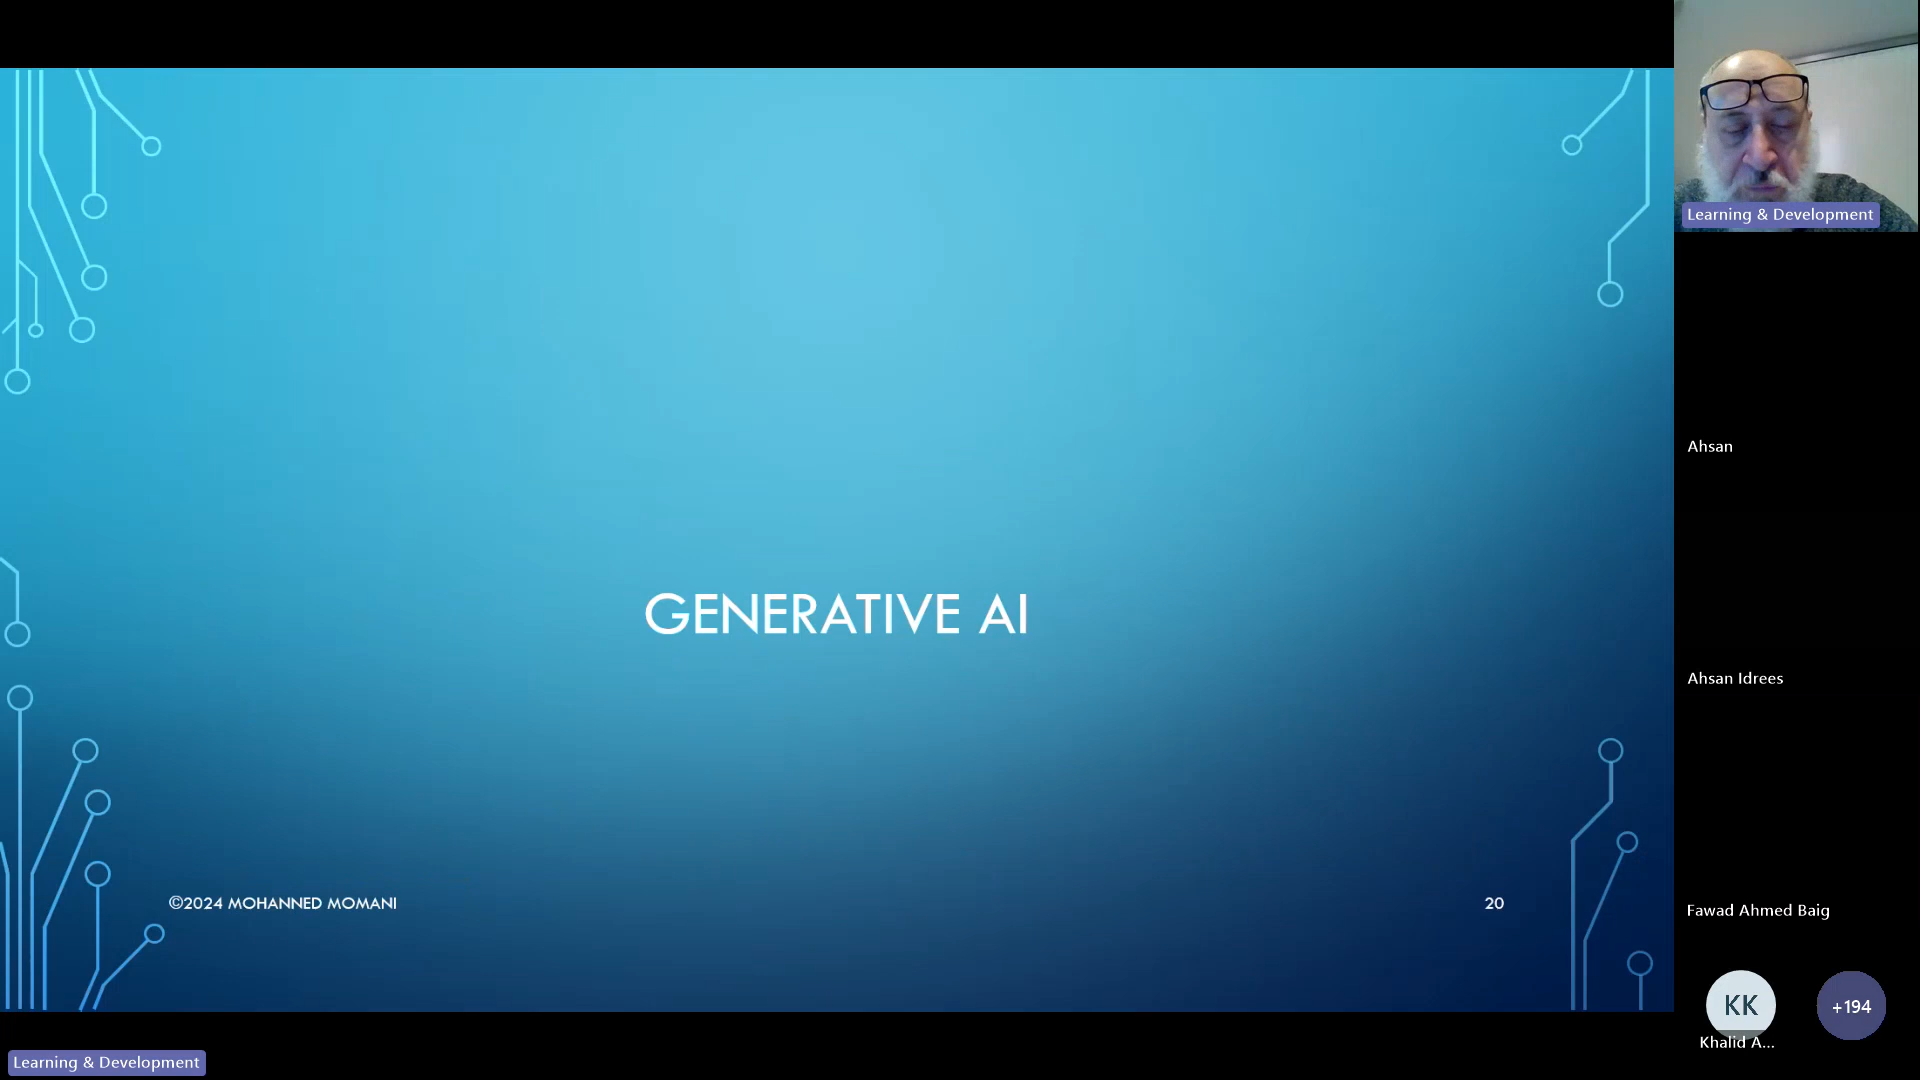 Learning & Development
Ahsan
GENERATIVE AI
Ahsan Idrees
©2024 MOHANNED MOMANI
20
Fawad Ahmed Baig
KK
+194
Khalid A...
Learning & Development